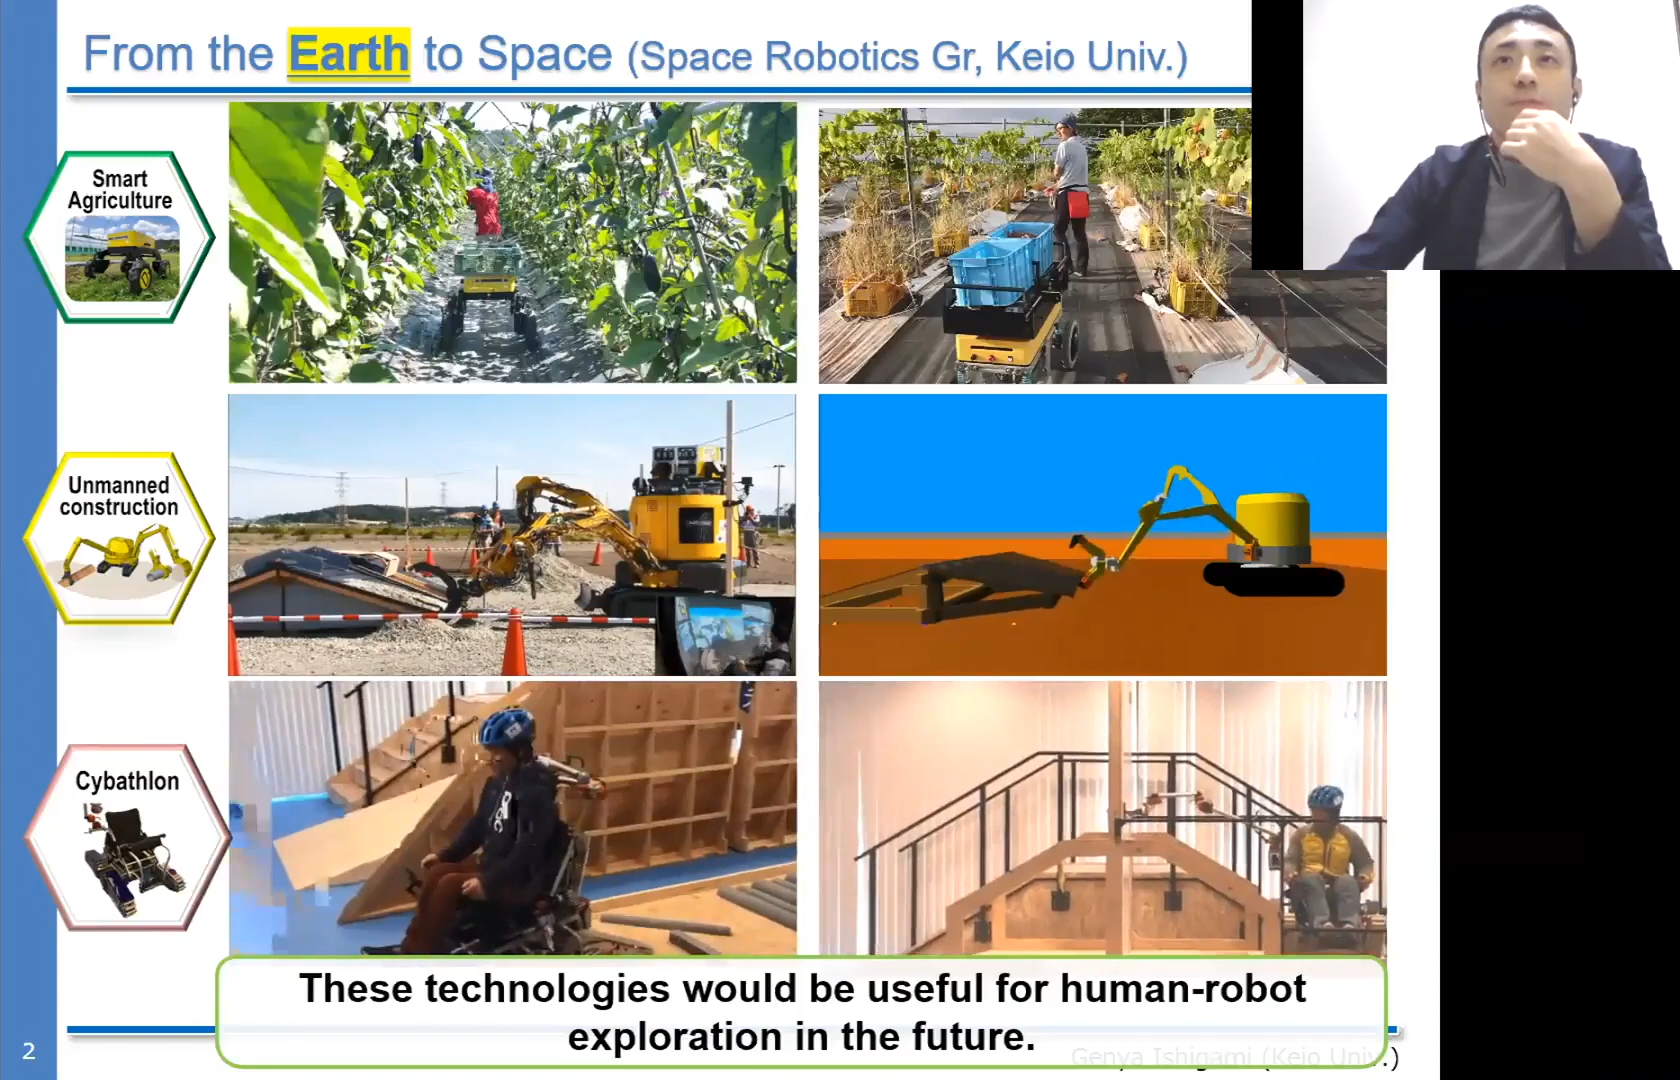 From the Earth to Space (Space Robotics Gr, Keio Univ.)
Smart
Agriculture
Unmanned
construction
Cybathlon
These technologies would be useful for human-robot
exploration in the future.
2
Genya Ishigami (Keio Univ.)